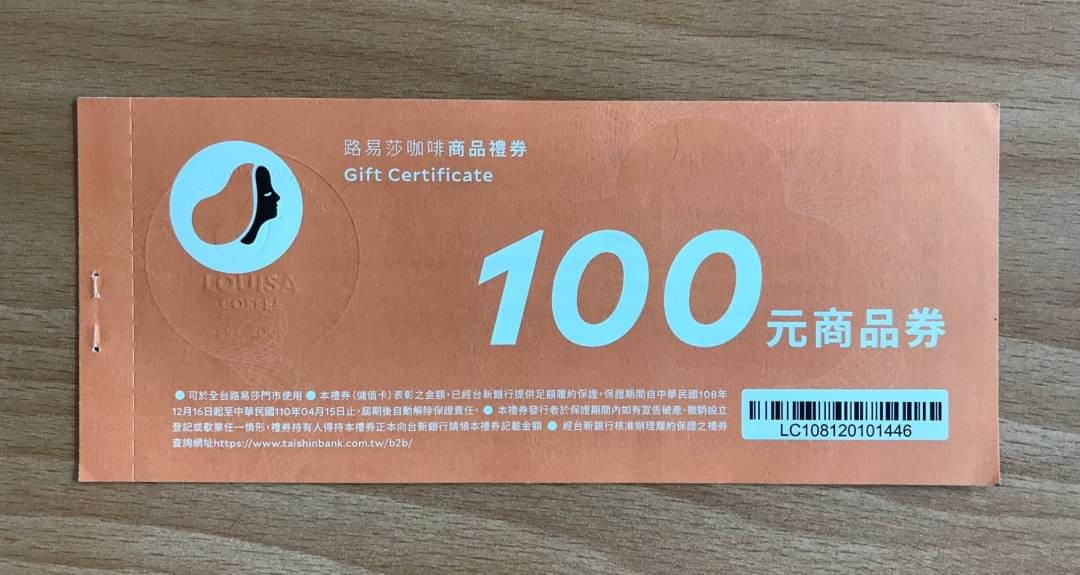 路易莎咖啡商品禮券
Gift Certificate
LOUISA
COFFEE
100元商品券
● 可於全台路易莎門市使用 ● 本禮券(儲值卡)表彰之金額,已經台新銀行提供足額履約保證,保證期間自中華民國108年
12月16日起至中華民國110年04月15日止,屆期後自動解除保證責任。● 本禮券發行者於保證期間內如有宣告破產、撤銷設立
登記或歇業任一情形,禮券持有人得持本禮券正本向台新銀行請領本禮券記載金額 ● 經台新銀行核准辦理履約保證之禮券
查詢網址https://www.taishinbank.com.tw/b2b/
LC108120101446